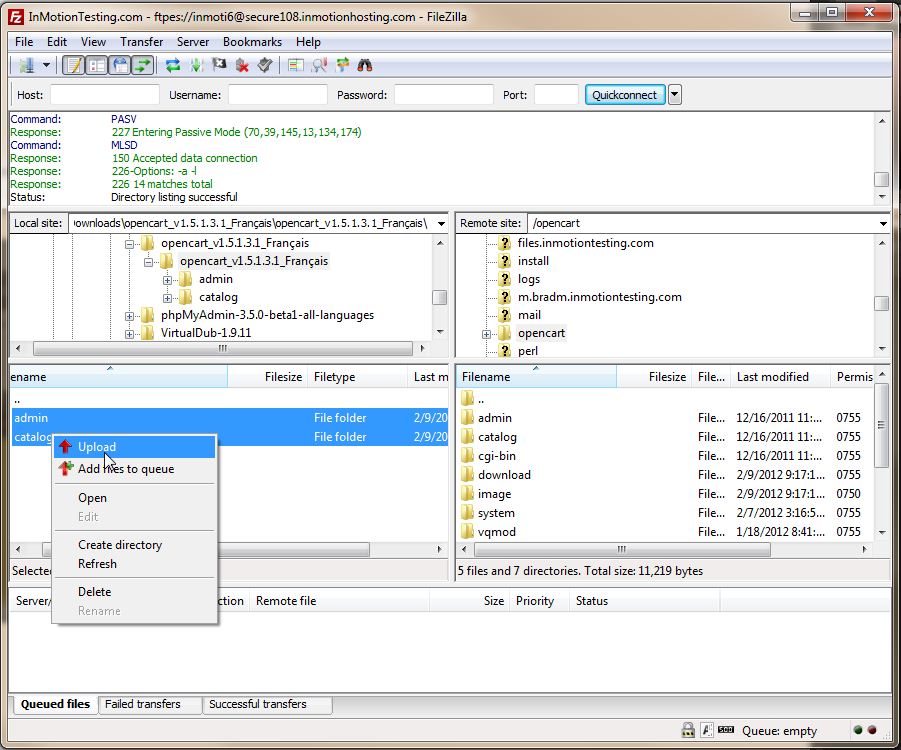 InMotionTesting.com - ftpes://inmoti6@secure108.inmotionhosting.com - FileZilla
File Edit View Transfer Server Bookmarks Help
Host: Username: Password: Port: Quickconnect
Command: PASV
Response: 227 Entering Passive Mode (70,39,145,13,134,174)
Command: MLSD
Response: 150 Accepted data connection
Response: 226-Options: -a -l
Response: 226 14 matches total
Status: Directory listing successful
Local site: ownloads\opencart_v1.5.1.3.1_Français\opencart_v1.5.1.3.1_Français\
opencart_v1.5.1.3.1_Français
opencart_v1.5.1.3.1_Français
admin
catalog
phpMyAdmin-3.5.0-beta1-all-languages
VirtualDub-1.9.11
Remote site: /opencart
files.inmotiontesting.com
install
logs
m.bradm.inmotiontesting.com
mail
opencart
perl
ename Filesize Filetype Last m
..
admin File folder 2/9/20
catalog File folder 2/9/20
Upload
Add files to queue
Open
Edit
Create directory
Refresh
Delete
Rename
Selecte
Filename Filesize File... Last modified Permis
..
admin File... 12/16/2011 11:... 0755
catalog File... 12/16/2011 11:... 0755
cgi-bin File... 12/16/2011 11:... 0755
download File... 2/9/2012 9:17:1... 0755
image File... 2/9/2012 9:17:1... 0750
system File... 2/7/2012 3:16:5... 0755
vqmod File... 1/18/2012 8:41:... 0755
5 files and 7 directories. Total size: 11,219 bytes
Server/ ction Remote file Size Priority Status
Queued files Failed transfers Successful transfers
Queue: empty